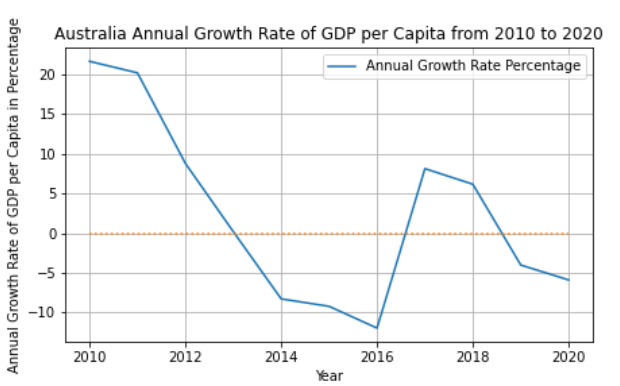 Australia Annual Growth Rate of GDP per Capita from 2010 to 2020
Annual Growth Rate of GDP per Capita in Percentage
Annual Growth Rate Percentage
20
15
10
5
0
−5
−10
2010 2012 2014 2016 2018 2020
Year